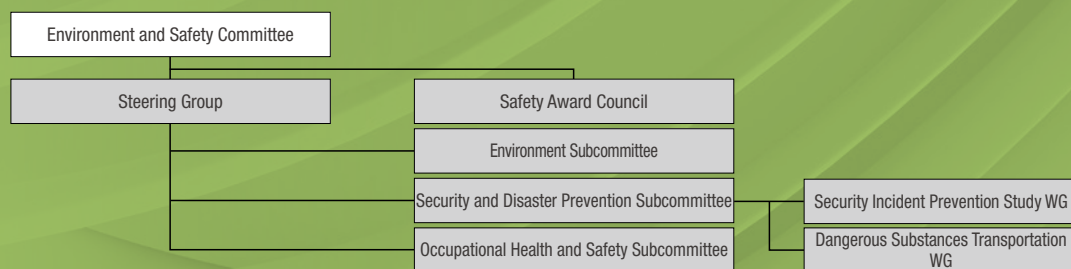 Environment and Safety Committee
Steering Group
Safety Award Council
Environment Subcommittee
Security and Disaster Prevention Subcommittee
Security Incident Prevention Study WG
Occupational Health and Safety Subcommittee
Dangerous Substances Transportation
WG